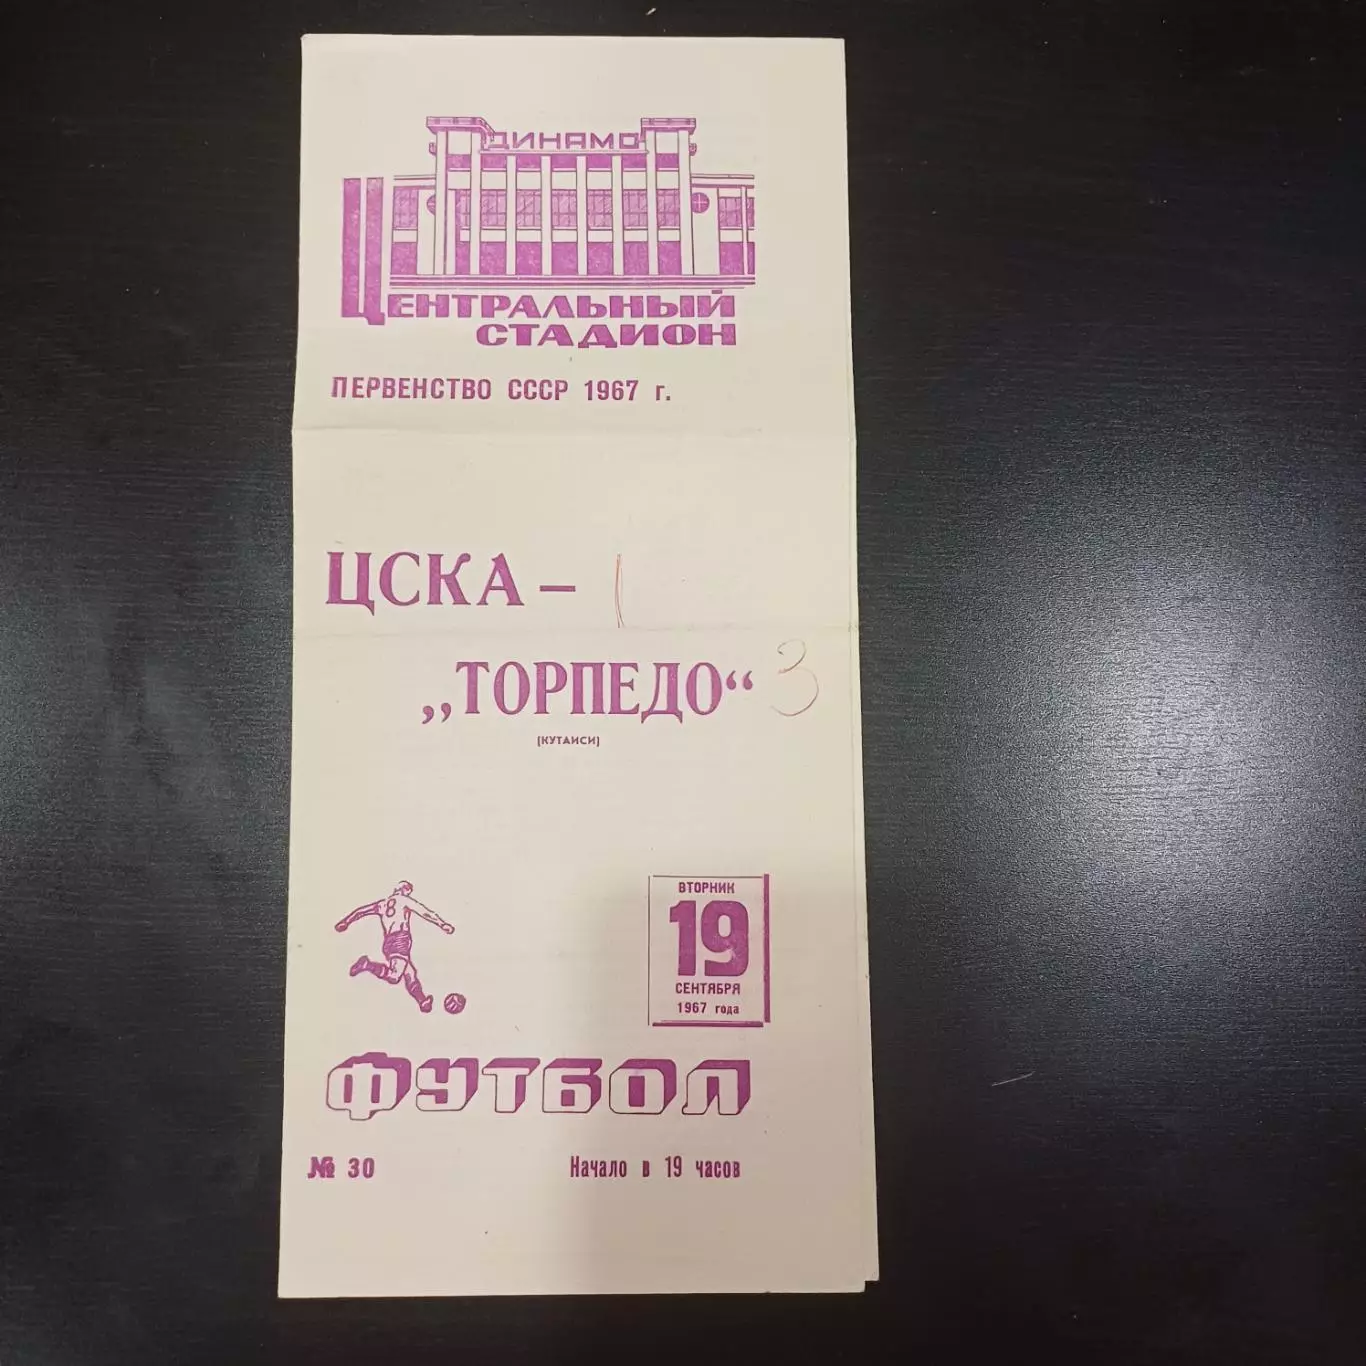 ДИНАМО
ЦЕНТРАЛЬНЫЙ
СТАДИОН
ПЕРВЕНСТВО СССР 1967 г.
ЦСКА – 1
„ТОРПЕДО“ 3
(КУТАИСИ)
8
ВТОРНИК
19
СЕНТЯБРЯ
1967 года
ФУТБОЛ
№ 30 Начало в 19 часов